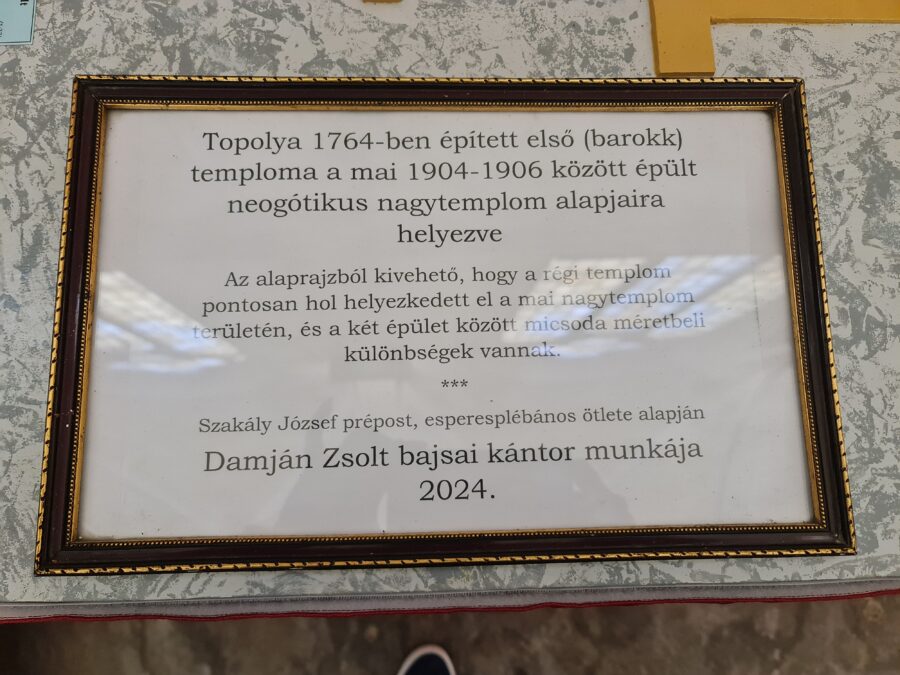 Topolya 1764-ben épített első (barokk)
temploma a mai 1904-1906 között épült
neogótikus nagytemplom alapjaira
helyezve
Az alaprajzból kivehető, hogy a régi templom
pontosan hol helyezkedett el a mai nagytemplom
területén, és a két épület között micsoda méretbeli
különbségek vannak.
***
Szakály József prépost, esperesplébános ötlete alapján
Damján Zsolt bajsai kántor munkája
2024.